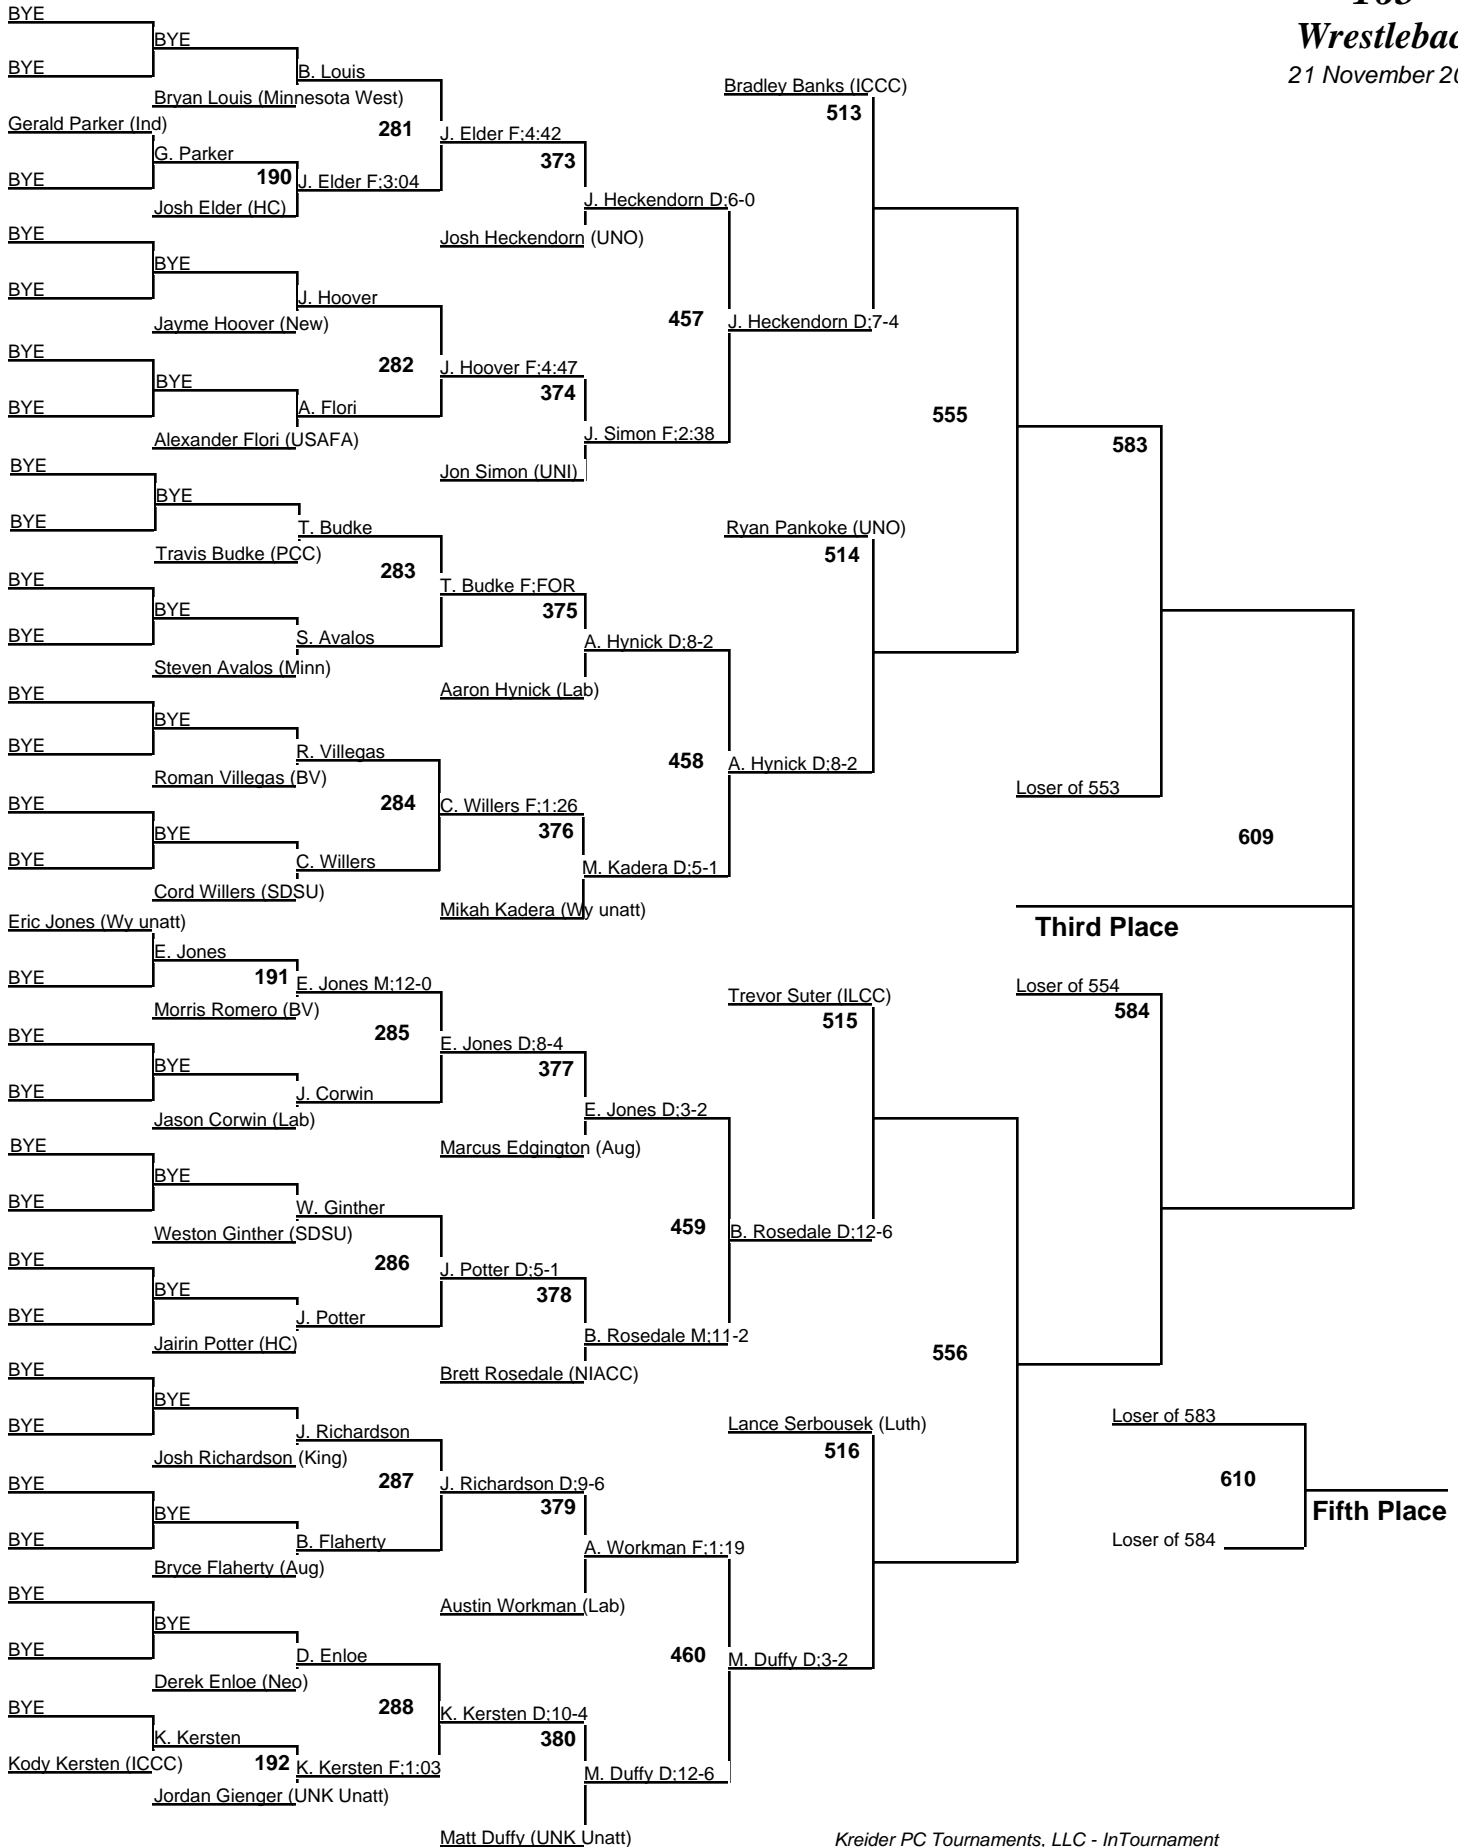 165
Wrestlebac
21 November 20
BYE
BYE
BYE
B. Louis
Bryan Louis (Minnesota West)
Gerald Parker (Ind)
281
G. Parker
BYE
190
J. Elder F;3:04
Josh Elder (HC)
J. Elder F;4:42
373
J. Heckendorn D;6-0
Josh Heckendorn (UNO)
Bradley Banks (ICCC)
513
BYE
BYE
BYE
J. Hoover
Jayme Hoover (New)
BYE
282
BYE
BYE
A. Flori
Alexander Flori (USAFA)
J. Hoover F;4:47
374
J. Simon F;2:38
Jon Simon (UNI)
457
J. Heckendorn D;7-4
555
583
BYE
BYE
BYE
T. Budke
Travis Budke (PCC)
283
BYE
BYE
BYE
S. Avalos
Steven Avalos (Minn)
T. Budke F;FOR
375
A. Hynick D;8-2
Aaron Hynick (Lab)
Ryan Pankoke (UNO)
514
BYE
BYE
BYE
R. Villegas
Roman Villegas (BV)
284
BYE
BYE
BYE
C. Willers
Cord Willers (SDSU)
C. Willers F;1:26
376
M. Kadera D;5-1
Mikah Kadera (Wy unatt)
458
A. Hynick D;8-2
Loser of 553
609
Third Place
Eric Jones (Wy unatt)
E. Jones
BYE
191
E. Jones M;12-0
Morris Romero (BV)
285
BYE
BYE
BYE
J. Corwin
Jason Corwin (Lab)
E. Jones D;8-4
377
E. Jones D;3-2
Marcus Edgington (Aug)
Trevor Suter (ILCC)
515
Loser of 554
584
BYE
BYE
BYE
W. Ginther
Weston Ginther (SDSU)
286
BYE
BYE
BYE
J. Potter
Jairin Potter (HC)
J. Potter D;5-1
378
B. Rosedale M;11-2
Brett Rosedale (NIACC)
459
B. Rosedale D;12-6
556
BYE
BYE
BYE
J. Richardson
Josh Richardson (King)
287
BYE
BYE
BYE
B. Flaherty
Bryce Flaherty (Aug)
J. Richardson D;9-6
379
A. Workman F;1:19
Austin Workman (Lab)
Lance Serbousek (Luth)
516
Loser of 583
610
Fifth Place
Loser of 584
BYE
BYE
BYE
D. Enloe
Derek Enloe (Neo)
288
BYE
K. Kersten
Kody Kersten (ICCC)
192
K. Kersten F;1:03
Jordan Gienger (UNK Unatt)
K. Kersten D;10-4
380
M. Duffy D;12-6
Matt Duffy (UNK Unatt)
460
M. Duffy D;3-2
Kreider PC Tournaments, LLC - InTournament